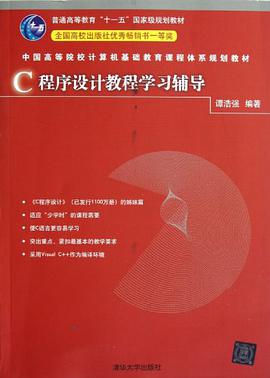 普通高等教育“十一五”国家级规划教材
全国高校出版社优秀畅销书一等奖
中国高等院校计算机基础教育课程体系规划教材
C程序设计教程学习辅导
谭浩强 编著
• 《C程序设计》（已发行1100万册）的姊妹篇
• 适应“少学时”的课程需要
• 使C语言更容易学习
• 突出重点、紧扣最基本的教学要求
• 采用Visual C++作为编译环境
清华大学出版社